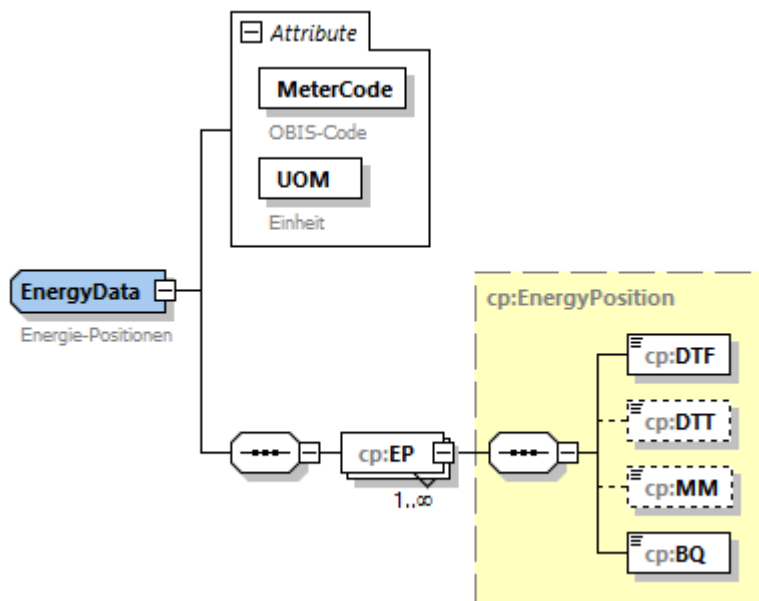 Attribute
MeterCode
OBIS-Code
UOM
Einheit
EnergyData
Energie-Positionen
cp:EnergyPosition
cp:DTF
cp:DTT
cp:MM
cp:BQ
cp:EP
1..∞